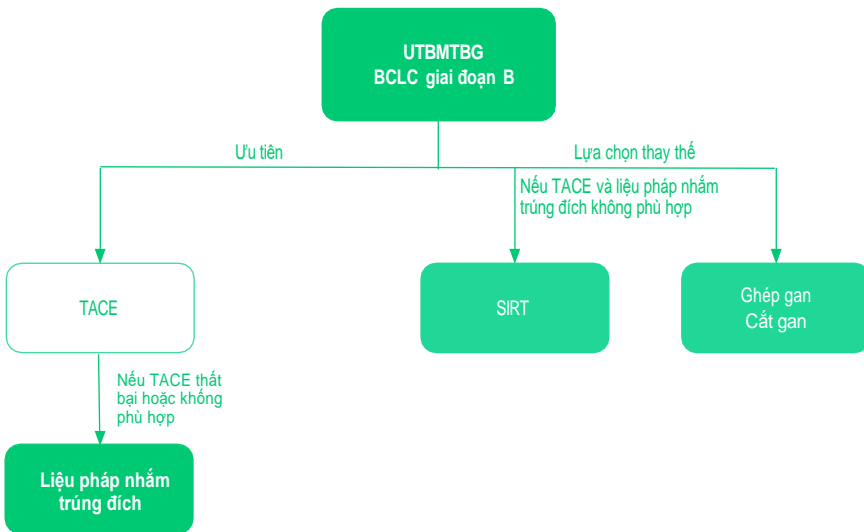 UTBMTBG
BCLC giai đoạn B
Ưu tiên
Lựa chọn thay thế
Nếu TACE và liệu pháp nhắm
trúng đích không phù hợp
TACE
SIRT
Ghép gan
Cắt gan
Nếu TACE thất
bại hoặc khống
phù hợp
Liệu pháp nhắm
trúng đích